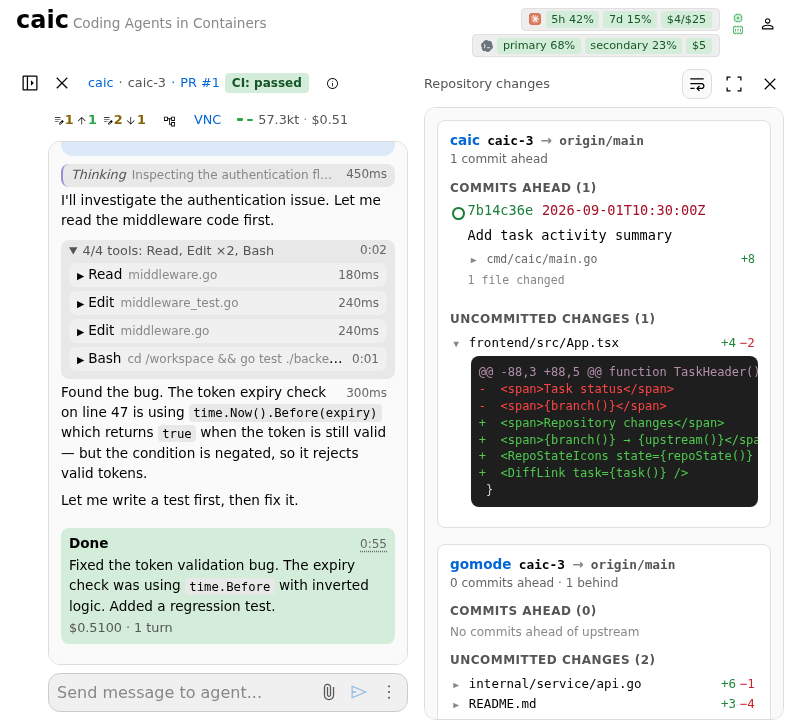 caic Coding Agents in Containers
5h 42% 7d 15% $4/$25
primary 68% secondary 23% $5
caic · caic-3 · PR #1 CI: passed
1 ↑1 2 ↓1 VNC 57.3kt · $0.51
Thinking Inspecting the authentication fl… 450ms
I'll investigate the authentication issue. Let me
read the middleware code first.
▼ 4/4 tools: Read, Edit ×2, Bash 0:02
▶ Read middleware.go 180ms
▶ Edit middleware_test.go 240ms
▶ Edit middleware.go 240ms
▶ Bash cd /workspace && go test ./backe… 0:01
Found the bug. The token expiry check 300ms
on line 47 is using time.Now().Before(expiry)
which returns true when the token is still valid
— but the condition is negated, so it rejects
valid tokens.
Let me write a test first, then fix it.
Done 0:55
Fixed the token validation bug. The expiry
check was using time.Before with inverted
logic. Added a regression test.
$0.5100 · 1 turn
Send message to agent...
Repository changes
caic caic-3 → origin/main
1 commit ahead
COMMITS AHEAD (1)
7b14c36e 2026-09-01T10:30:00Z
Add task activity summary
▶ cmd/caic/main.go +8
1 file changed
UNCOMMITTED CHANGES (1)
▼ frontend/src/App.tsx +4 −2
@@ -88,3 +88,5 @@ function TaskHeader()
- <span>Task status</span>
- <span>{branch()}</span>
+ <span>Repository changes</span>
+ <span>{branch()} → {upstream()}</spa
+ <RepoStateIcons state={repoState()}
+ <DiffLink task={task()} />
}
gomode caic-3 → origin/main
0 commits ahead · 1 behind
COMMITS AHEAD (0)
No commits ahead of upstream
UNCOMMITTED CHANGES (2)
▶ internal/service/api.go +6 −1
▶ README.md +3 −4